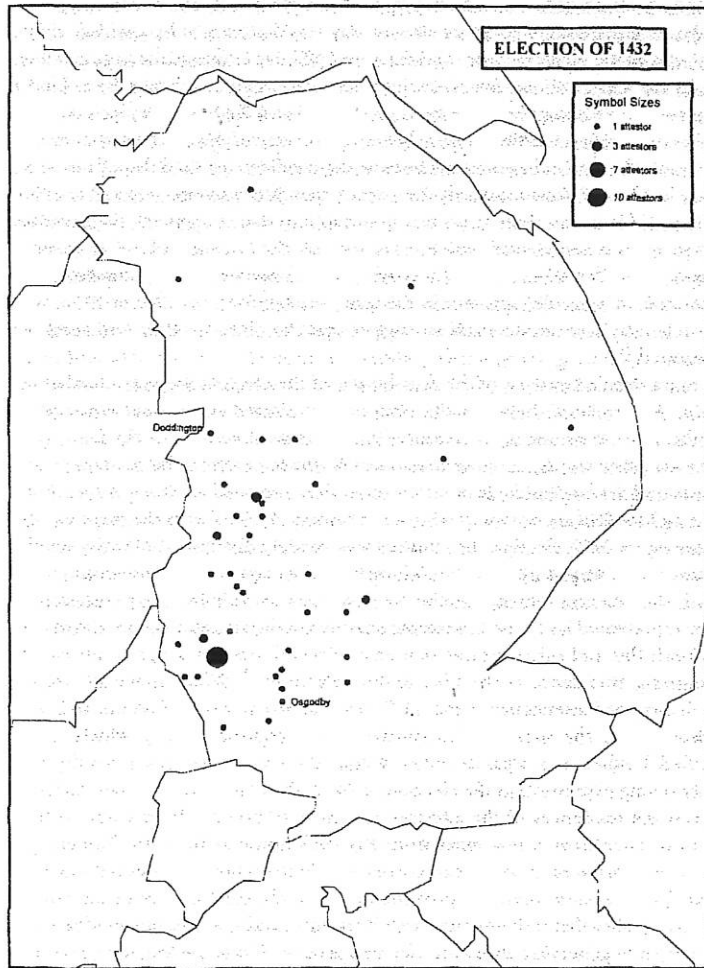 ELECTION OF 1432
Symbol Sizes
1 attestor
3 attestors
7 attestors
10 attestors
Doddington
Osgodby